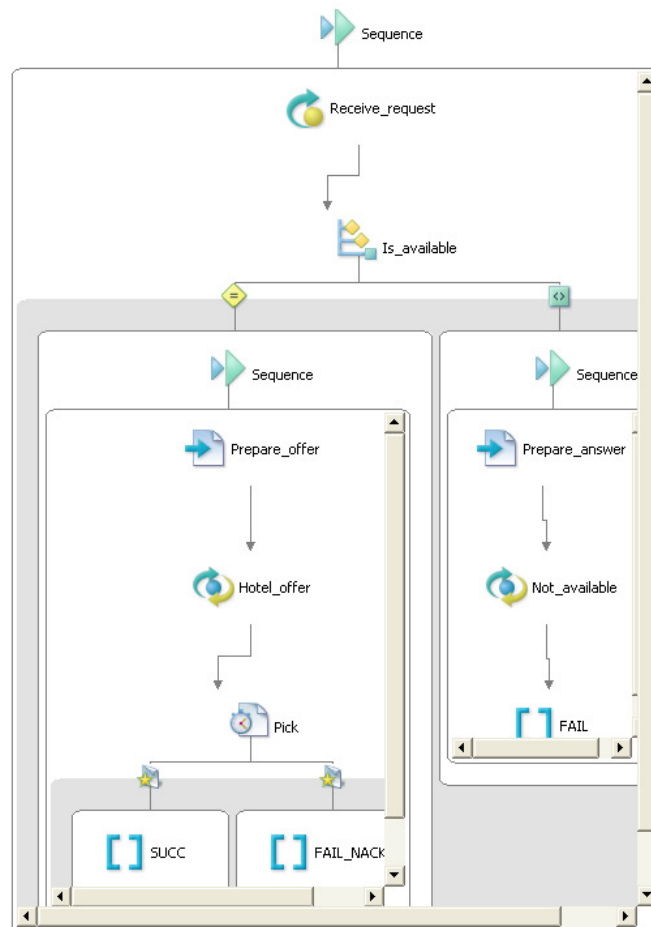 Sequence
Receive_request
Is_available
=
<>
Sequence
Sequence
Prepare_offer
Prepare_answer
Hotel_offer
Not_available
Pick
FAIL
SUCC
FAIL_NACK